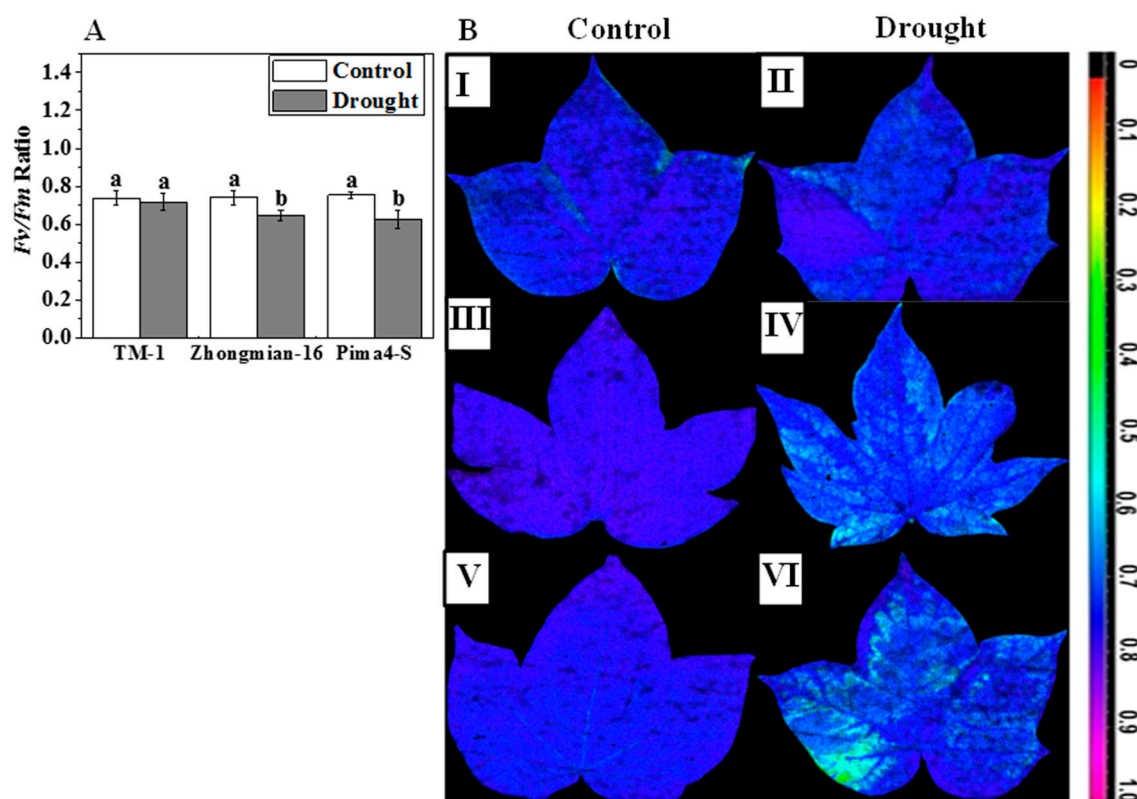 A
B
Control
Drought
Fv/Fm Ratio
1.4
1.2
1.0
0.8
0.6
0.4
0.2
0.0
Control
Drought
a
a
a
b
a
b
TM-1
Zhongmian-16
Pima4-S
I
II
III
IV
V
VI
0
0,1
0,2
0,3
0,4
0,5
0,6
0,7
0,8
0,9
1,0